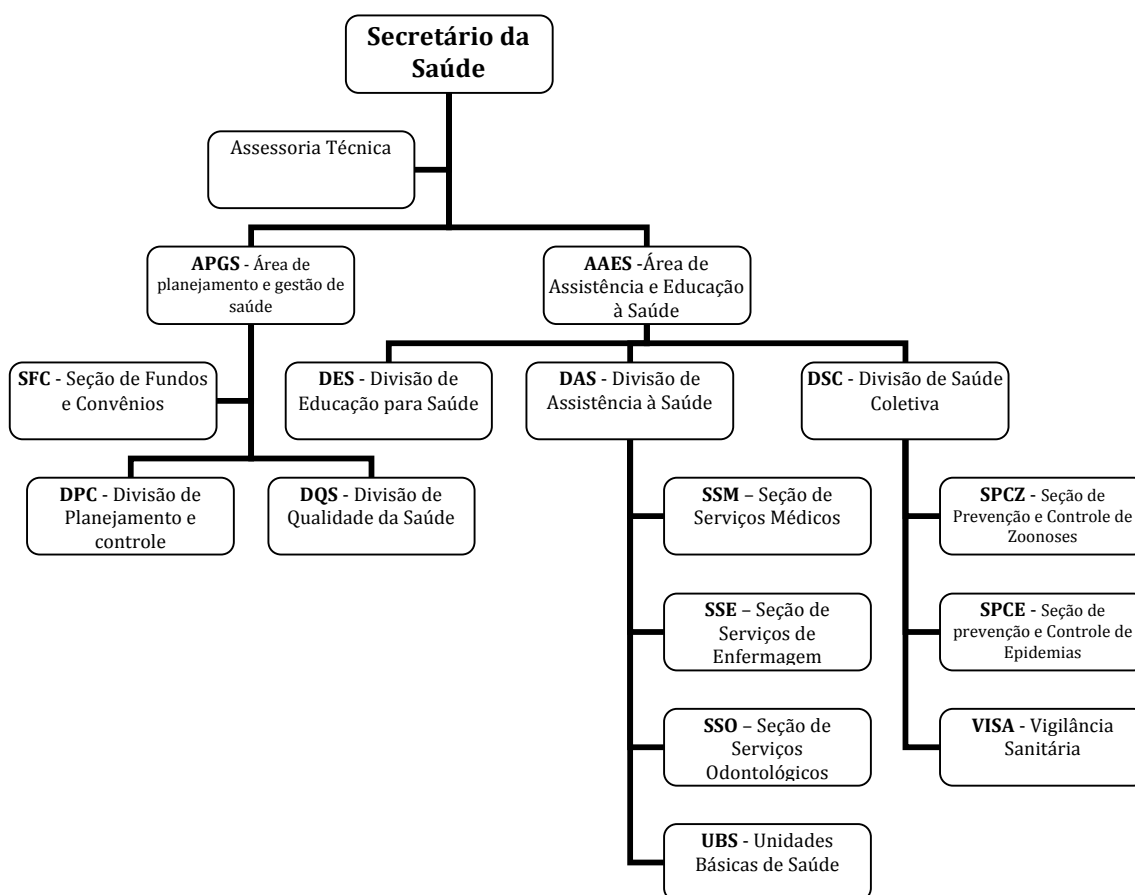 Secretário da
Saúde
Assessoria Técnica
APGS - Área de
planejamento e gestão de
saúde
AAES -Área de
Assistência e Educação
à Saúde
SFC - Seção de Fundos
e Convênios
DES - Divisão de
Educação para Saúde
DAS - Divisão de
Assistência à Saúde
DSC - Divisão de Saúde
Coletiva
DPC - Divisão de
Planejamento e
controle
DQS - Divisão de
Qualidade da Saúde
SSM – Seção de
Serviços Médicos
SPCZ - Seção de
Prevenção e Controle de
Zoonoses
SSE – Seção de
Serviços de
Enfermagem
SPCE - Seção de
prevenção e Controle de
Epidemias
SSO – Seção de
Serviços
Odontológicos
VISA - Vigilância
Sanitária
UBS - Unidades
Básicas de Saúde